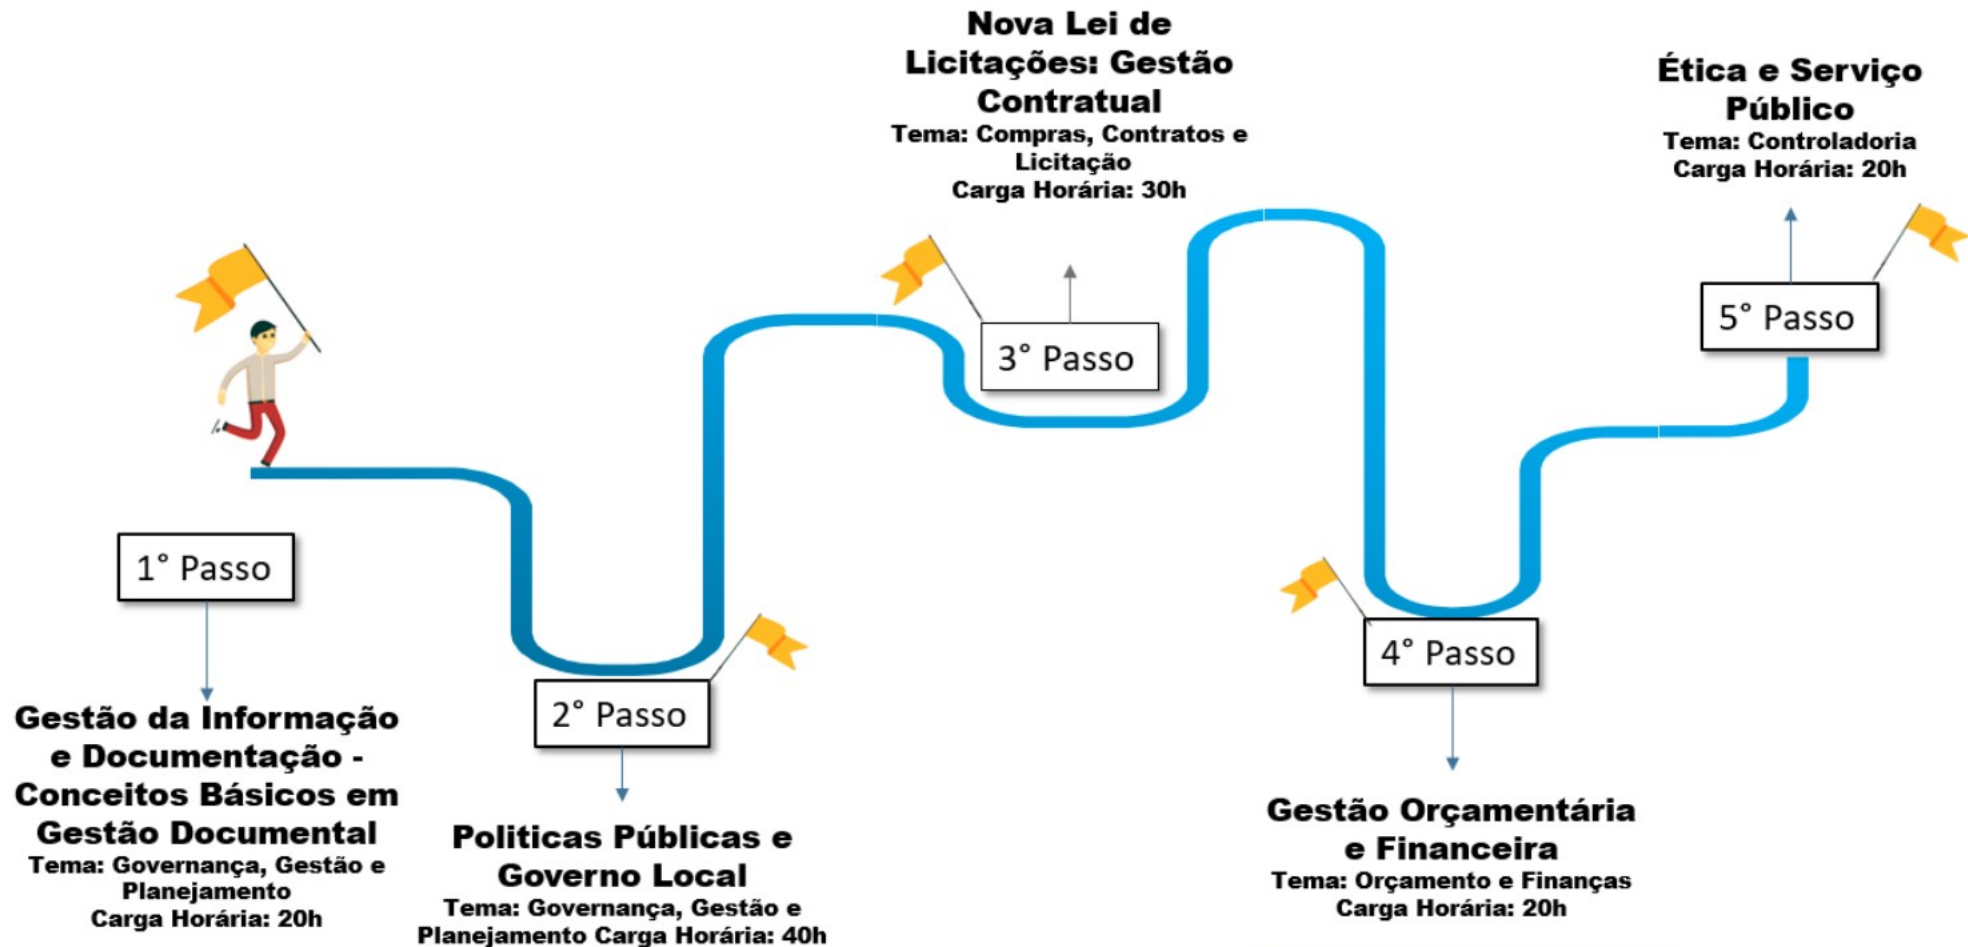 1° Passo
Gestão da Informação
e Documentação -
Conceitos Básicos em
Gestão Documental
Tema: Governança, Gestão e
Planejamento
Carga Horária: 20h
2° Passo
Politicas Públicas e
Governo Local
Tema: Governança, Gestão e
Planejamento Carga Horária: 40h
Nova Lei de
Licitações: Gestão
Contratual
Tema: Compras, Contratos e
Licitação
Carga Horária: 30h
3° Passo
4° Passo
Gestão Orçamentária
e Financeira
Tema: Orçamento e Finanças
Carga Horária: 20h
Ética e Serviço
Público
Tema: Controladoria
Carga Horária: 20h
5° Passo